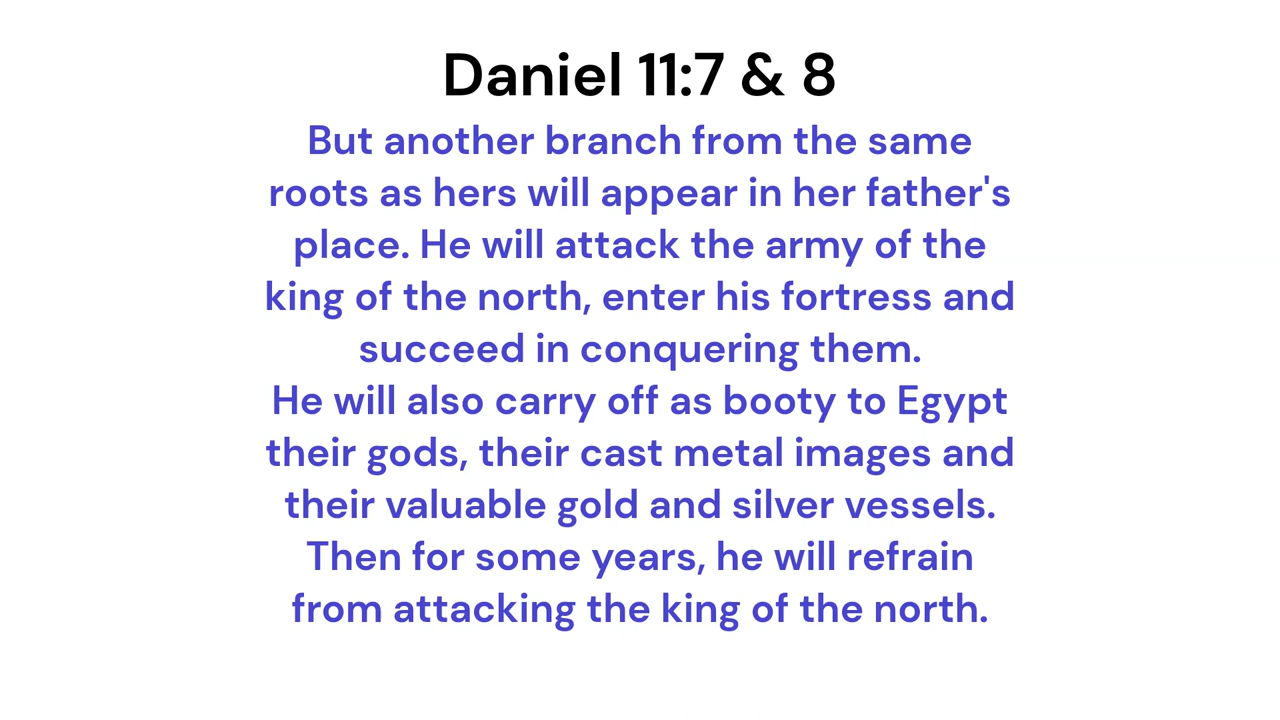 Daniel 11:7 & 8
But another branch from the same
roots as hers will appear in her father's
place. He will attack the army of the
king of the north, enter his fortress and
succeed in conquering them.
He will also carry off as booty to Egypt
their gods, their cast metal images and
their valuable gold and silver vessels.
Then for some years, he will refrain
from attacking the king of the north.